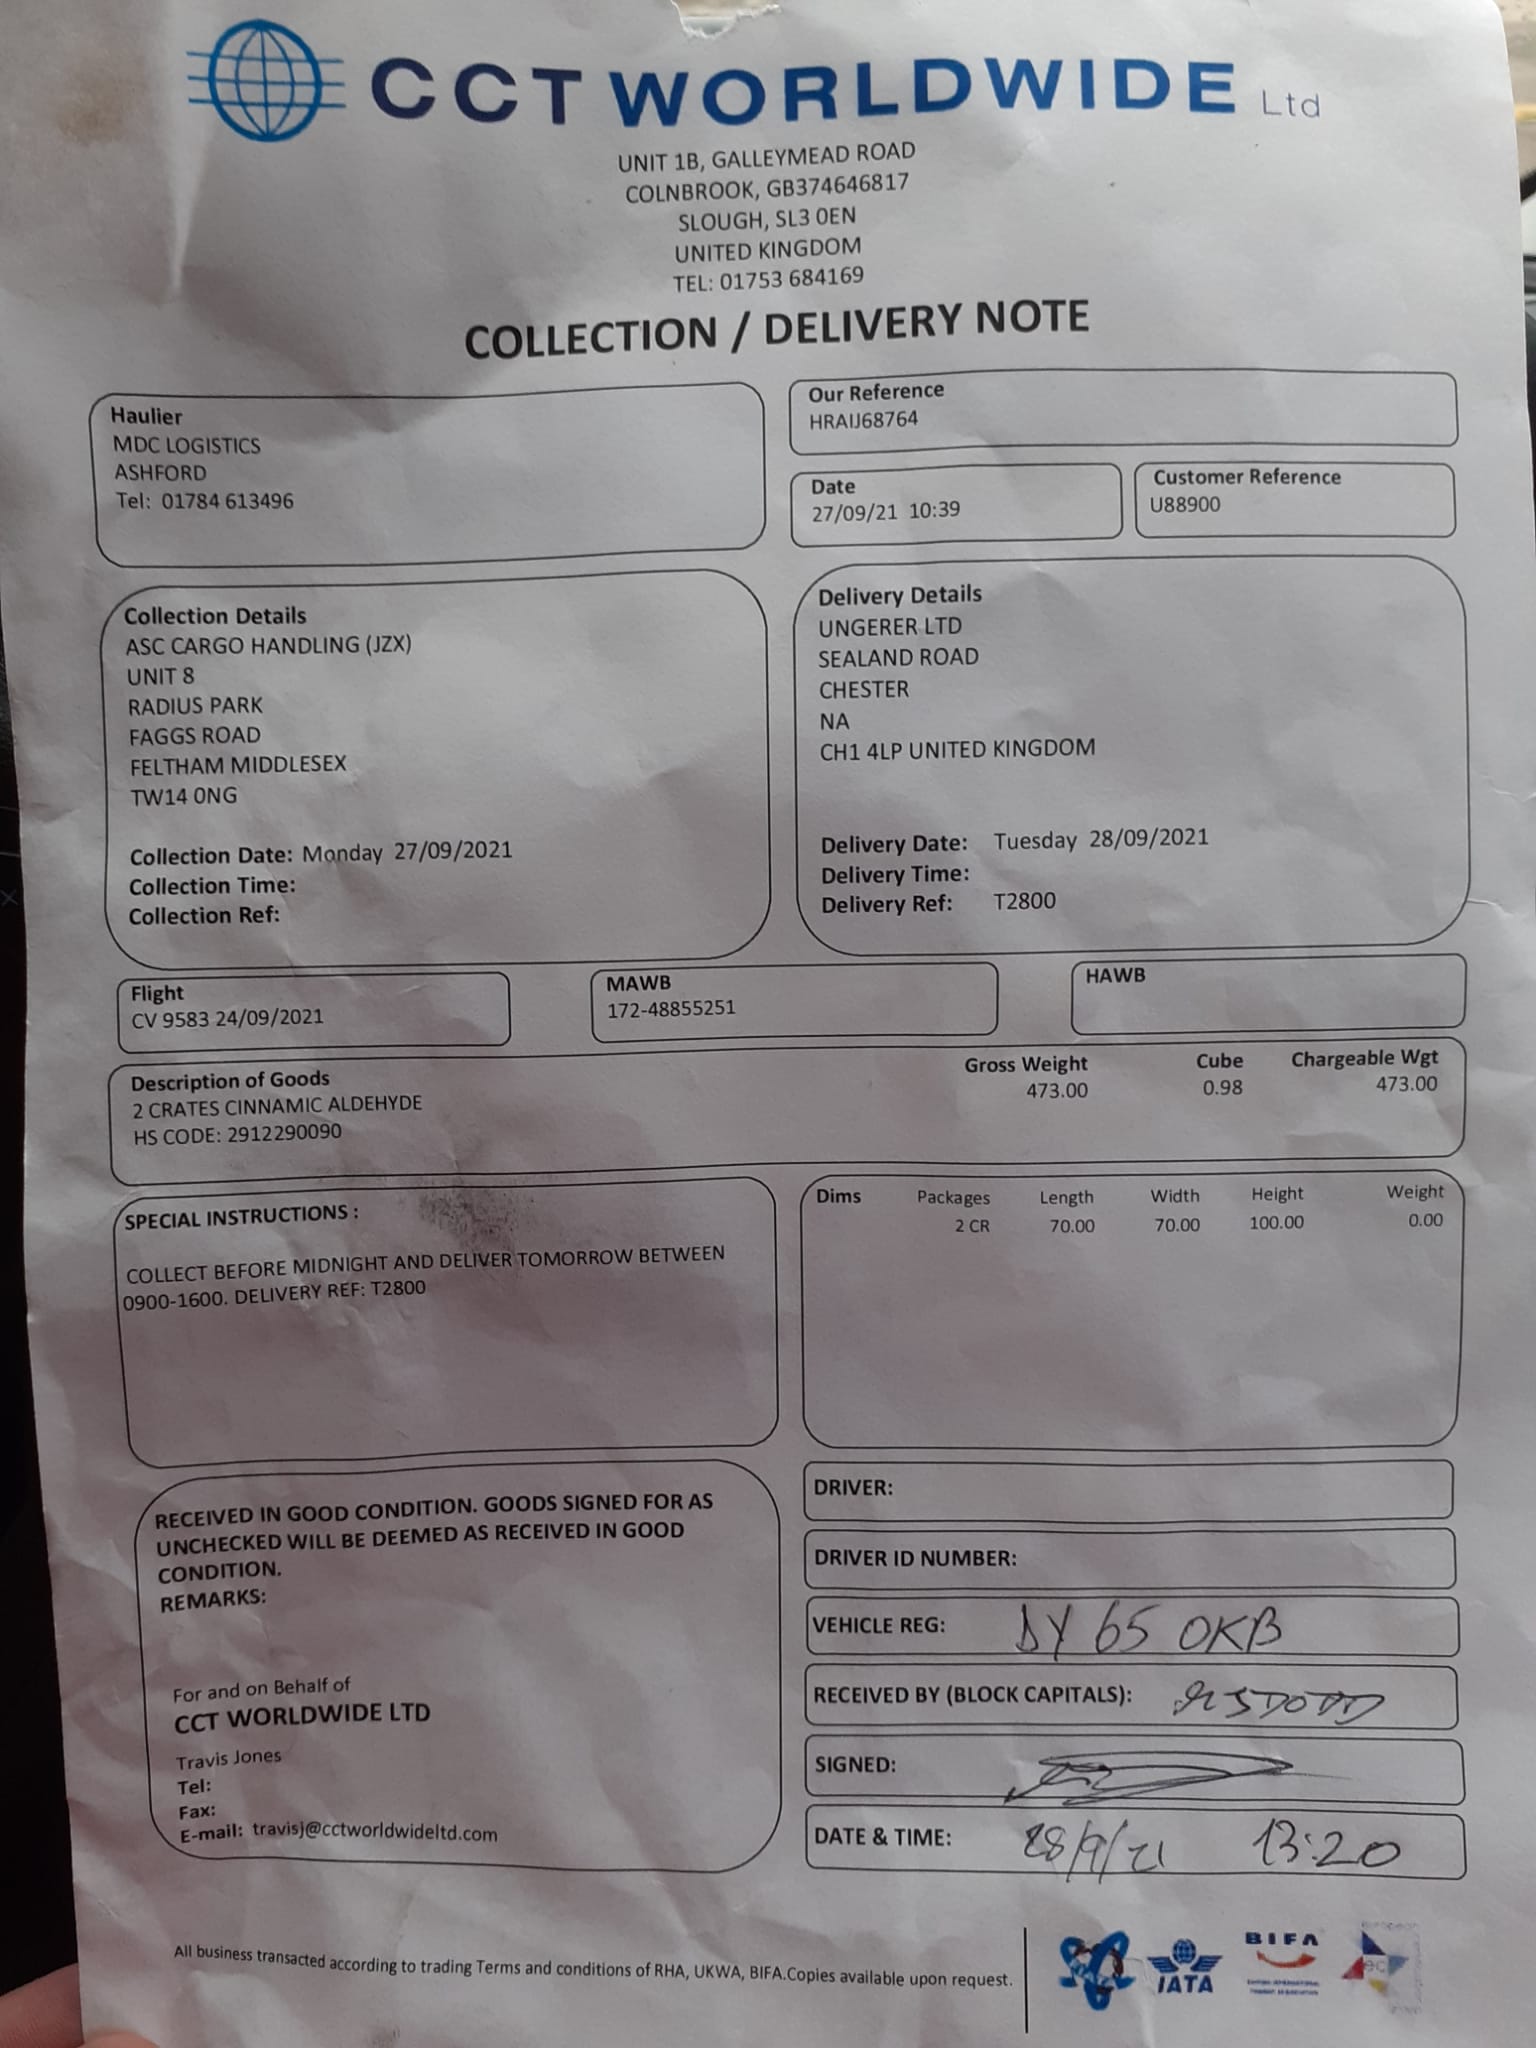 CCT WORLDWIDE Ltd
UNIT 1B, GALLEYMEAD ROAD
COLNBROOK, GB374646817
SLOUGH, SL3 0EN
UNITED KINGDOM
TEL: 01753 684169
COLLECTION / DELIVERY NOTE
Haulier
MDC LOGISTICS
ASHFORD
Tel: 01784 613496
Our Reference
HRAIJ68764
Date
27/09/21 10:39
Customer Reference
U88900
Collection Details
ASC CARGO HANDLING (JZX)
UNIT 8
RADIUS PARK
FAGGS ROAD
FELTHAM MIDDLESEX
TW14 0NG
Collection Date: Monday 27/09/2021
Collection Time:
Collection Ref:
Delivery Details
UNGERER LTD
SEALAND ROAD
CHESTER
NA
CH1 4LP UNITED KINGDOM
Delivery Date: Tuesday 28/09/2021
Delivery Time:
Delivery Ref: T2800
Flight
CV 9583 24/09/2021
MAWB
172-48855251
HAWB
Description of Goods
2 CRATES CINNAMIC ALDEHYDE
HS CODE: 2912290090
Gross Weight Cube Chargeable Wgt
473.00 0.98 473.00
SPECIAL INSTRUCTIONS :
COLLECT BEFORE MIDNIGHT AND DELIVER TOMORROW BETWEEN
0900-1600. DELIVERY REF: T2800
Dims Packages Length Width Height Weight
2 CR 70.00 70.00 100.00 0.00
RECEIVED IN GOOD CONDITION. GOODS SIGNED FOR AS
UNCHECKED WILL BE DEEMED AS RECEIVED IN GOOD
CONDITION.
REMARKS:
For and on Behalf of
CCT WORLDWIDE LTD
Travis Jones
Tel:
Fax:
E-mail: travisj@cctworldwideltd.com
DRIVER:
DRIVER ID NUMBER:
VEHICLE REG: DY 65 OKB
RECEIVED BY (BLOCK CAPITALS):
SIGNED:
DATE & TIME: 28/9/21 13:20
All business transacted according to trading Terms and conditions of RHA, UKWA, BIFA.Copies available upon request.
IATA
BIFA